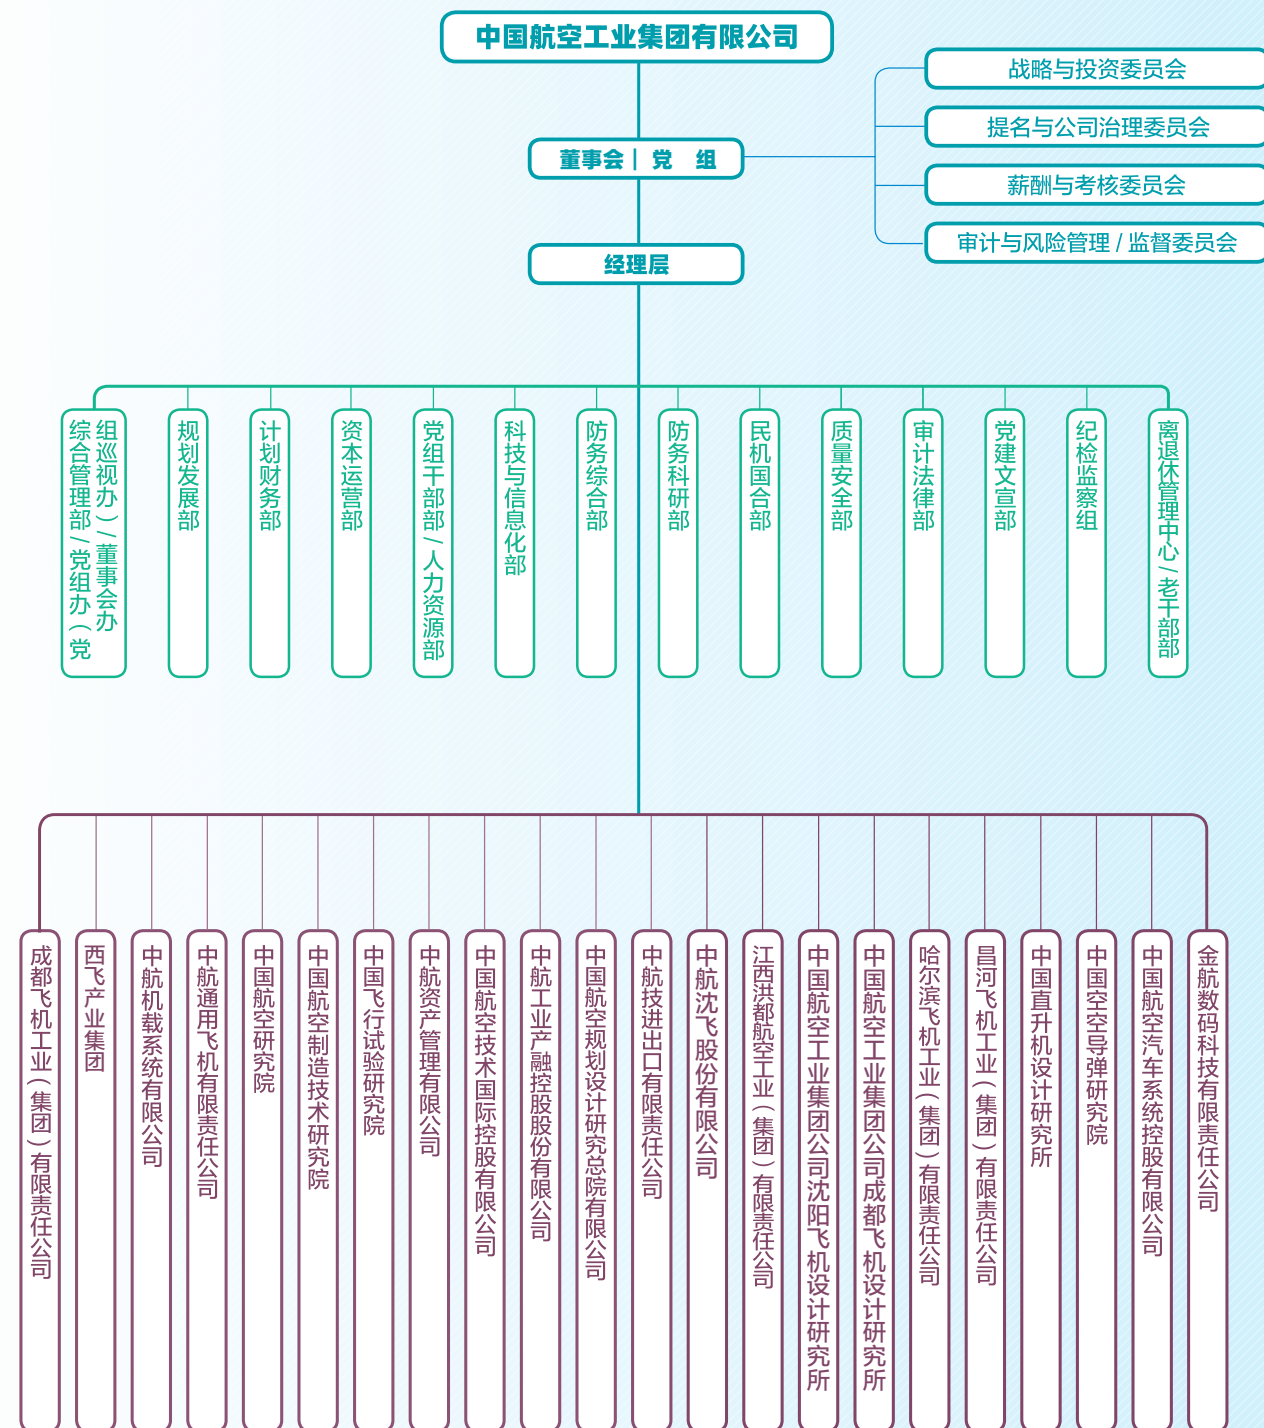 中国航空工业集团有限公司
战略与投资委员会
提名与公司治理委员会
董事会｜党 组
薪酬与考核委员会
审计与风险管理 / 监督委员会
经理层
综合管理部 / 党组办（党
组巡视办）/ 董事会办
规划发展部
计划财务部
资本运营部
党组干部部 / 人力资源部
科技与信息化部
防务综合部
防务科研部
民机国合部
质量安全部
审计法律部
党建文宣部
纪检监察组
离退休管理中心 / 老干部部
成都飞机工业（集团）有限责任公司
西飞产业集团
中航机载系统有限公司
中航通用飞机有限责任公司
中国航空研究院
中国航空制造技术研究院
中国飞行试验研究院
中航资产管理有限公司
中国航空技术国际控股有限公司
中航工业产融控股股份有限公司
中国航空规划设计研究总院有限公司
中航技进出口有限责任公司
中航沈飞股份有限公司
江西洪都航空工业（集团）有限责任公司
中国航空工业集团公司沈阳飞机设计研究所
中国航空工业集团公司成都飞机设计研究所
哈尔滨飞机工业（集团）有限责任公司
昌河飞机工业（集团）有限责任公司
中国直升机设计研究所
中国空空导弹研究院
中国航空汽车系统控股有限公司
金航数码科技有限责任公司